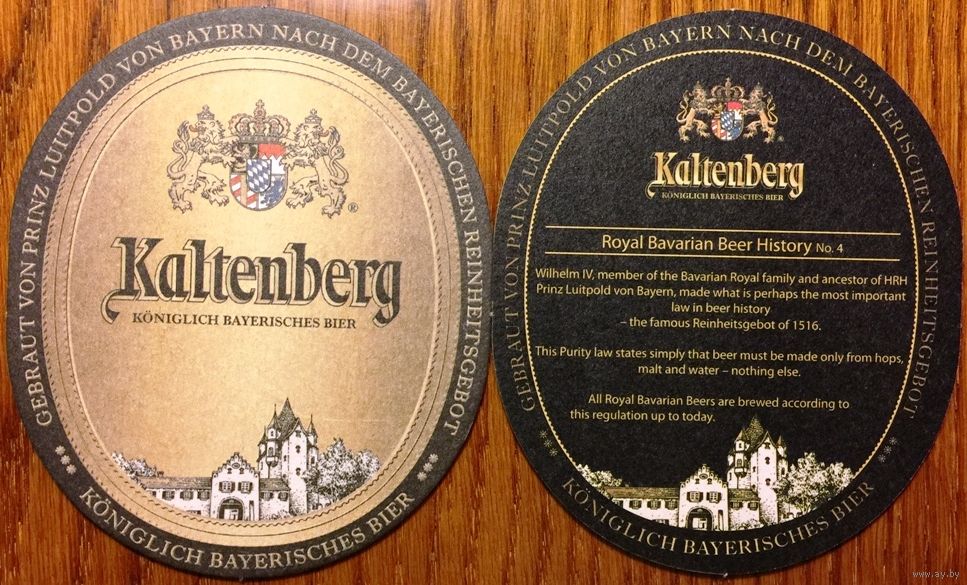 GEBRAUT VON PRINZ LUITPOLD VON BAYERN NACH DEM BAYERISCHEN REINHEITSGEBOT
®
Kaltenberg
KÖNIGLICH BAYERISCHES BIER
*** KÖNIGLICH BAYERISCHES BIER ***
GEBRAUT VON PRINZ LUITPOLD VON BAYERN NACH DEM BAYERISCHEN REINHEITSGEBOT
Kaltenberg
KÖNIGLICH BAYERISCHES BIER
Royal Bavarian Beer History No. 4
Wilhelm IV, member of the Bavarian Royal family and ancestor of HRH
Prinz Luitpold von Bayern, made what is perhaps the most important
law in beer history
– the famous Reinheitsgebot of 1516.
This Purity law states simply that beer must be made only from hops,
malt and water – nothing else.
All Royal Bavarian Beers are brewed according to
this regulation up to today.
*** KÖNIGLICH BAYERISCHES BIER ***
www.ay.by